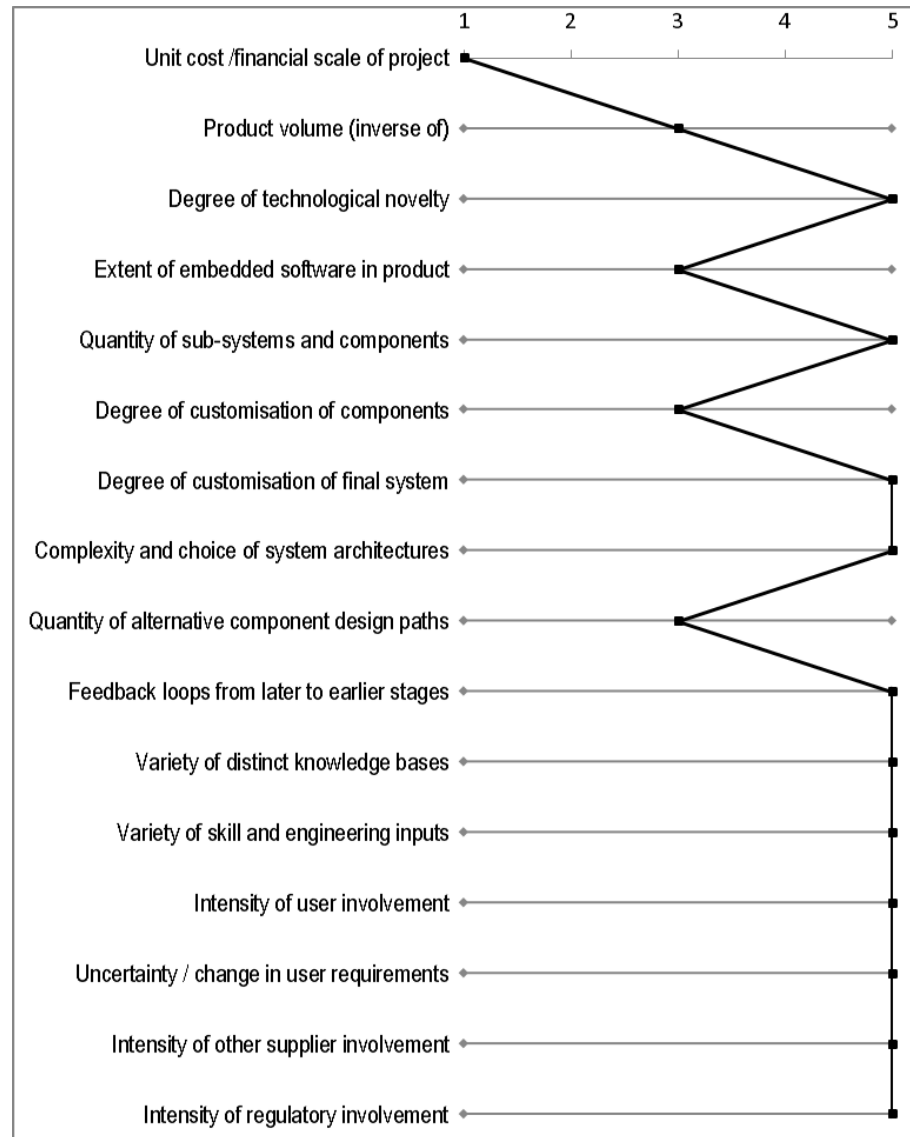 1 2 3 4 5
Unit cost /financial scale of project
Product volume (inverse of)
Degree of technological novelty
Extent of embedded software in product
Quantity of sub-systems and components
Degree of customisation of components
Degree of customisation of final system
Complexity and choice of system architectures
Quantity of alternative component design paths
Feedback loops from later to earlier stages
Variety of distinct knowledge bases
Variety of skill and engineering inputs
Intensity of user involvement
Uncertainty / change in user requirements
Intensity of other supplier involvement
Intensity of regulatory involvement